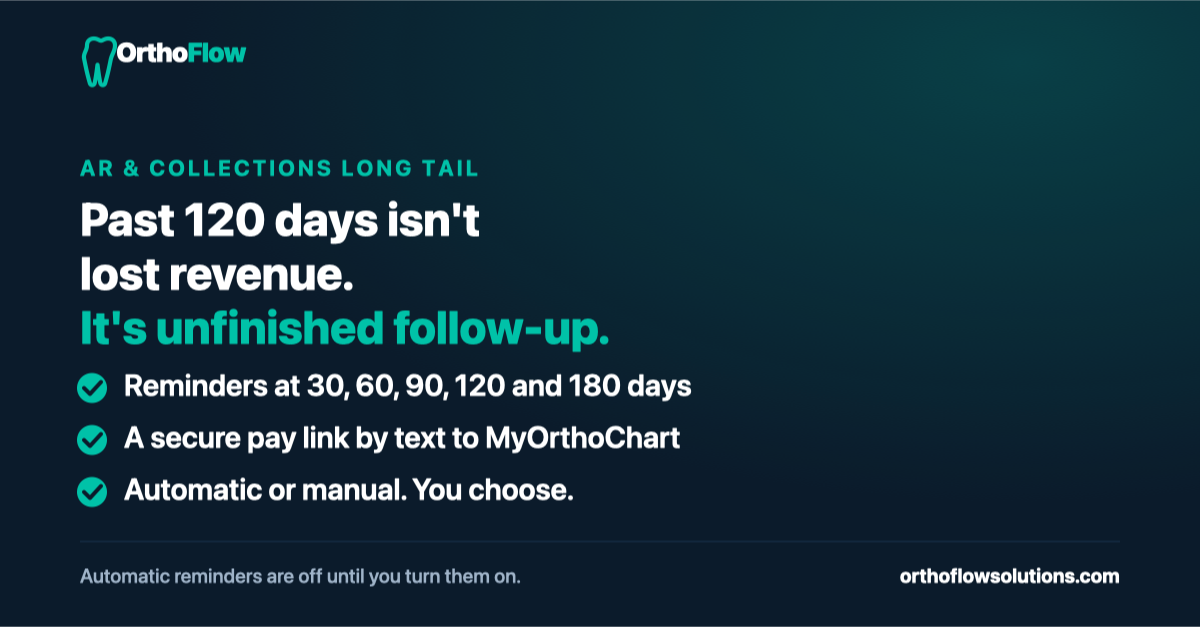 OrthoFlow
AR & COLLECTIONS LONG TAIL
Past 120 days isn't
lost revenue.
It's unfinished follow-up.
Reminders at 30, 60, 90, 120 and 180 days
A secure pay link by text to MyOrthoChart
Automatic or manual. You choose.
Automatic reminders are off until you turn them on.
orthoflowsolutions.com